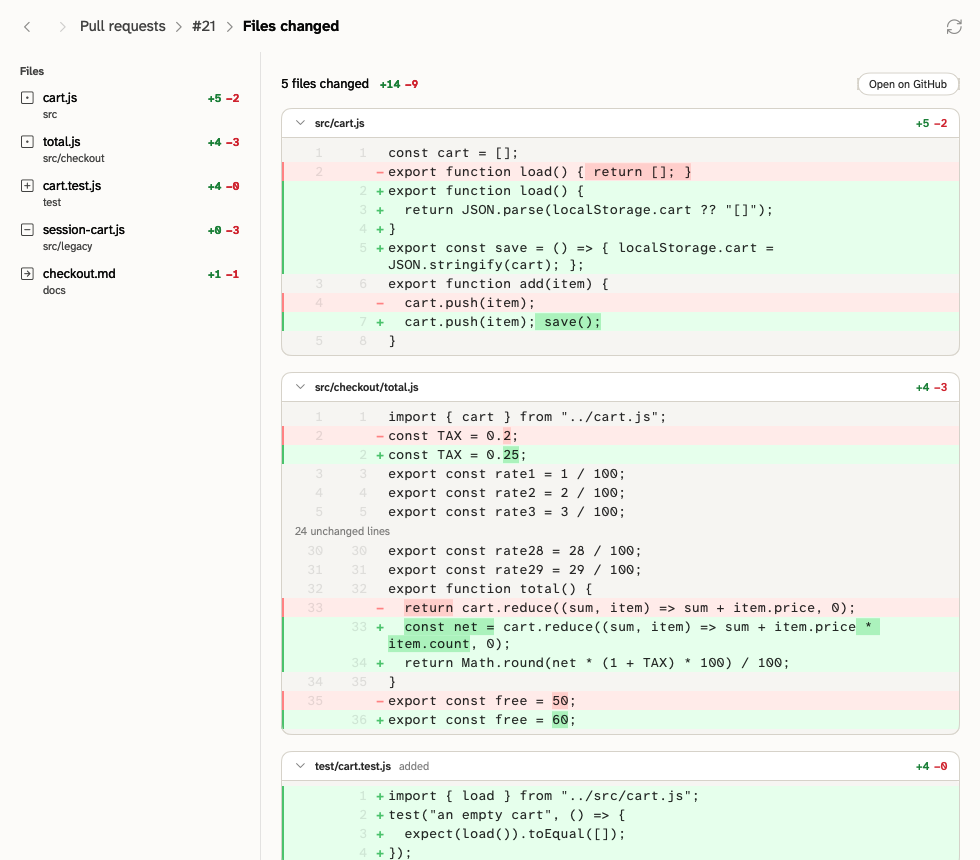 Pull requests > #21 > Files changed
Files
cart.js +5 −2
src
total.js +4 −3
src/checkout
cart.test.js +4 −0
test
session-cart.js +0 −3
src/legacy
checkout.md +1 −1
docs
5 files changed +14 −9 Open on GitHub
src/cart.js +5 −2
1 1 const cart = [];
2 −export function load() { return []; }
2 +export function load() {
3 +  return JSON.parse(localStorage.cart ?? "[]");
4 +}
5 +export const save = () => { localStorage.cart =
JSON.stringify(cart); };
3 6 export function add(item) {
4 −  cart.push(item);
7 +  cart.push(item); save();
5 8 }
src/checkout/total.js +4 −3
1 1 import { cart } from "../cart.js";
2 −const TAX = 0.2;
2 +const TAX = 0.25;
3 3 export const rate1 = 1 / 100;
4 4 export const rate2 = 2 / 100;
5 5 export const rate3 = 3 / 100;
24 unchanged lines
30 30 export const rate28 = 28 / 100;
31 31 export const rate29 = 29 / 100;
32 32 export function total() {
33 −  return cart.reduce((sum, item) => sum + item.price, 0);
33 +  const net = cart.reduce((sum, item) => sum + item.price *
item.count, 0);
34 +  return Math.round(net * (1 + TAX) * 100) / 100;
34 35 }
35 −export const free = 50;
36 +export const free = 60;
test/cart.test.js added +4 −0
1 +import { load } from "../src/cart.js";
2 +test("an empty cart", () => {
3 +  expect(load()).toEqual([]);
4 +});